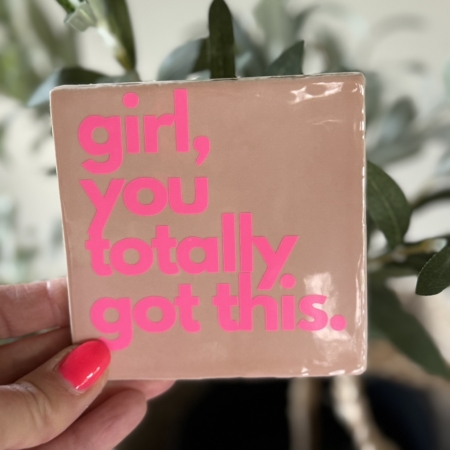 girl,
you
totally
got this.